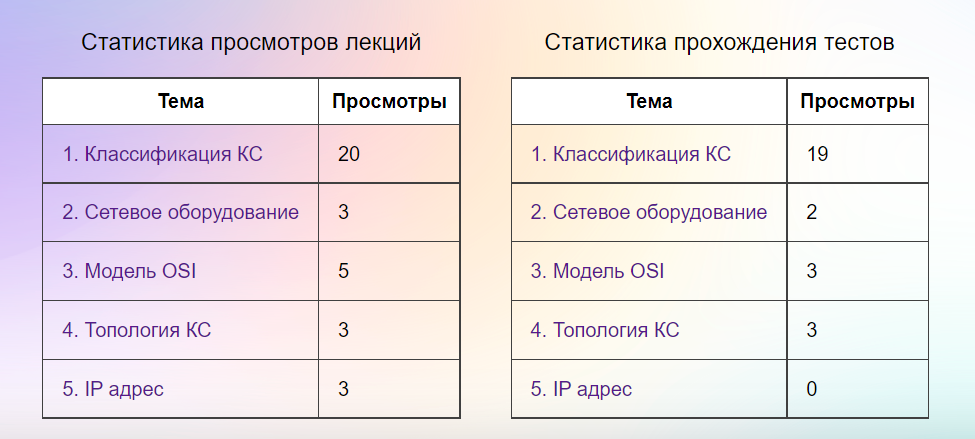 Статистика просмотров лекций
Тема Просмотры
1. Классификация КС 20
2. Сетевое оборудование 3
3. Модель OSI 5
4. Топология КС 3
5. IP адрес 3
Статистика прохождения тестов
Тема Просмотры
1. Классификация КС 19
2. Сетевое оборудование 2
3. Модель OSI 3
4. Топология КС 3
5. IP адрес 0